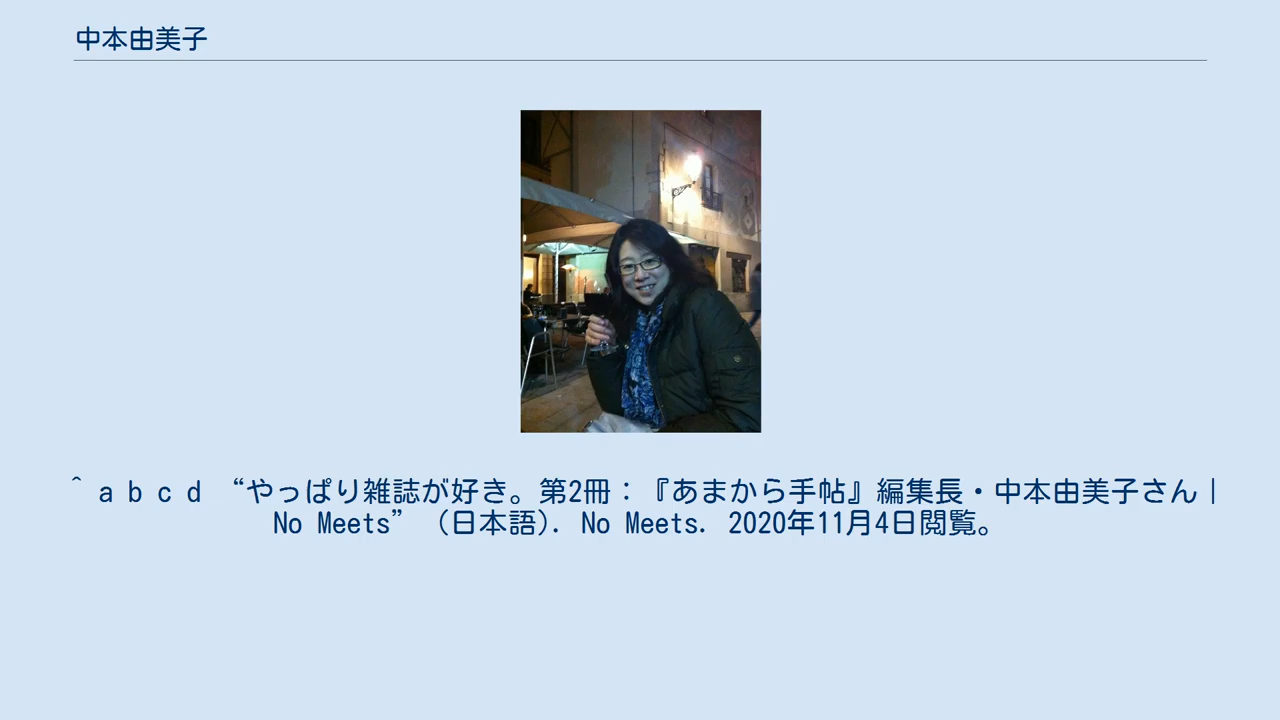 中本由美子
^ a b c d “やっぱり雑誌が好き。第2冊：『あまから手帖』編集長・中本由美子さん |
No Meets” (日本語). No Meets. 2020年11月4日閲覧。